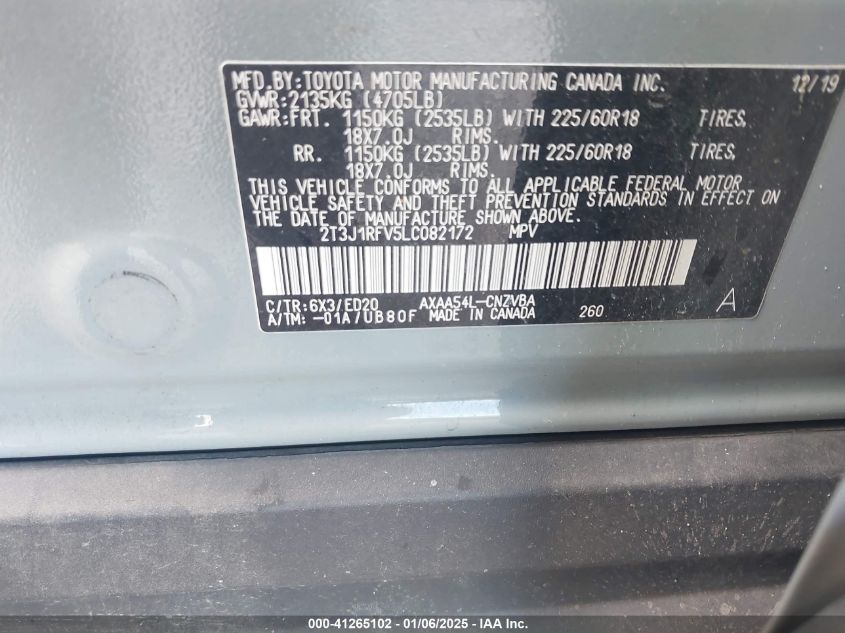 MFD.BY:TOYOTA MOTOR MANUFACTURING CANADA INC. 12/19
GVWR:2135KG (4705LB)
GAWR:FRT. 1150KG (2535LB) WITH 225/60R18 TIRES,
18X7.0J RIMS.
RR. 1150KG (2535LB) WITH 225/60R18 TIRES,
18X7.0J RIMS.
THIS VEHICLE CONFORMS TO ALL APPLICABLE FEDERAL MOTOR
VEHICLE SAFETY AND THEFT PREVENTION STANDARDS IN EFFECT ON
THE DATE OF MANUFACTURE SHOWN ABOVE.
2T3J1RFV5LC082172 MPV
C/TR:6X3/ED20 AXAA54L-CNZVBA
A/TM: -01A/UB80F MADE IN CANADA 260 A
000-41265102 - 01/06/2025 - IAA Inc.